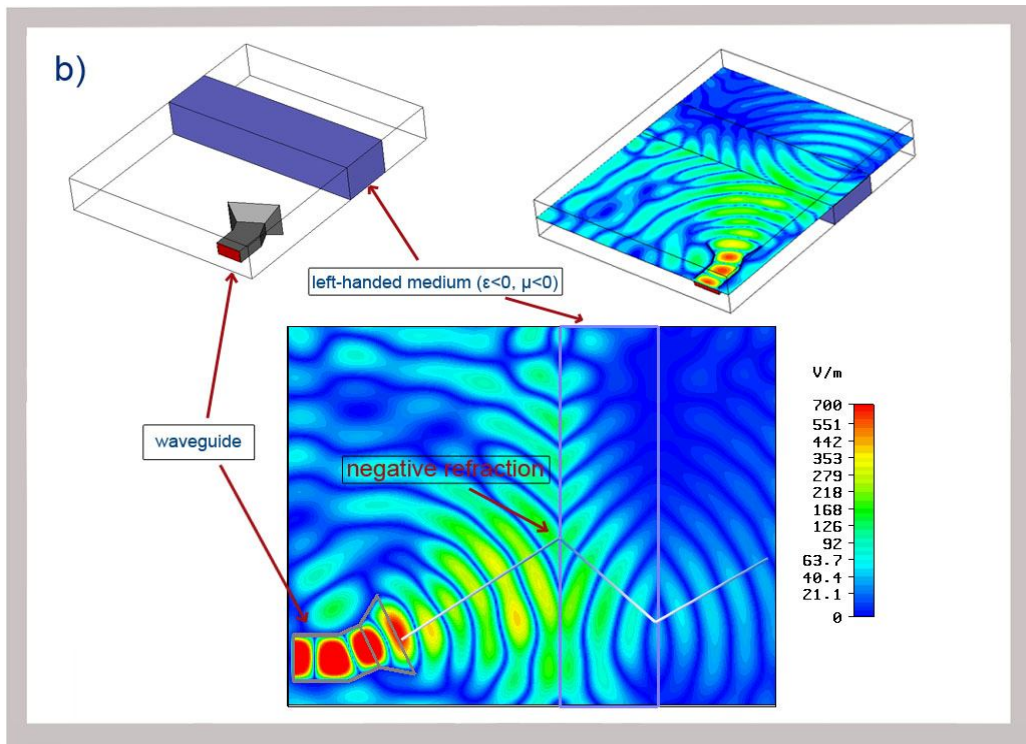 b)
left-handed medium (ε<0, μ<0)
waveguide
negative refraction
V/m
700
551
442
353
279
218
168
126
92
63.7
40.4
21.1
0